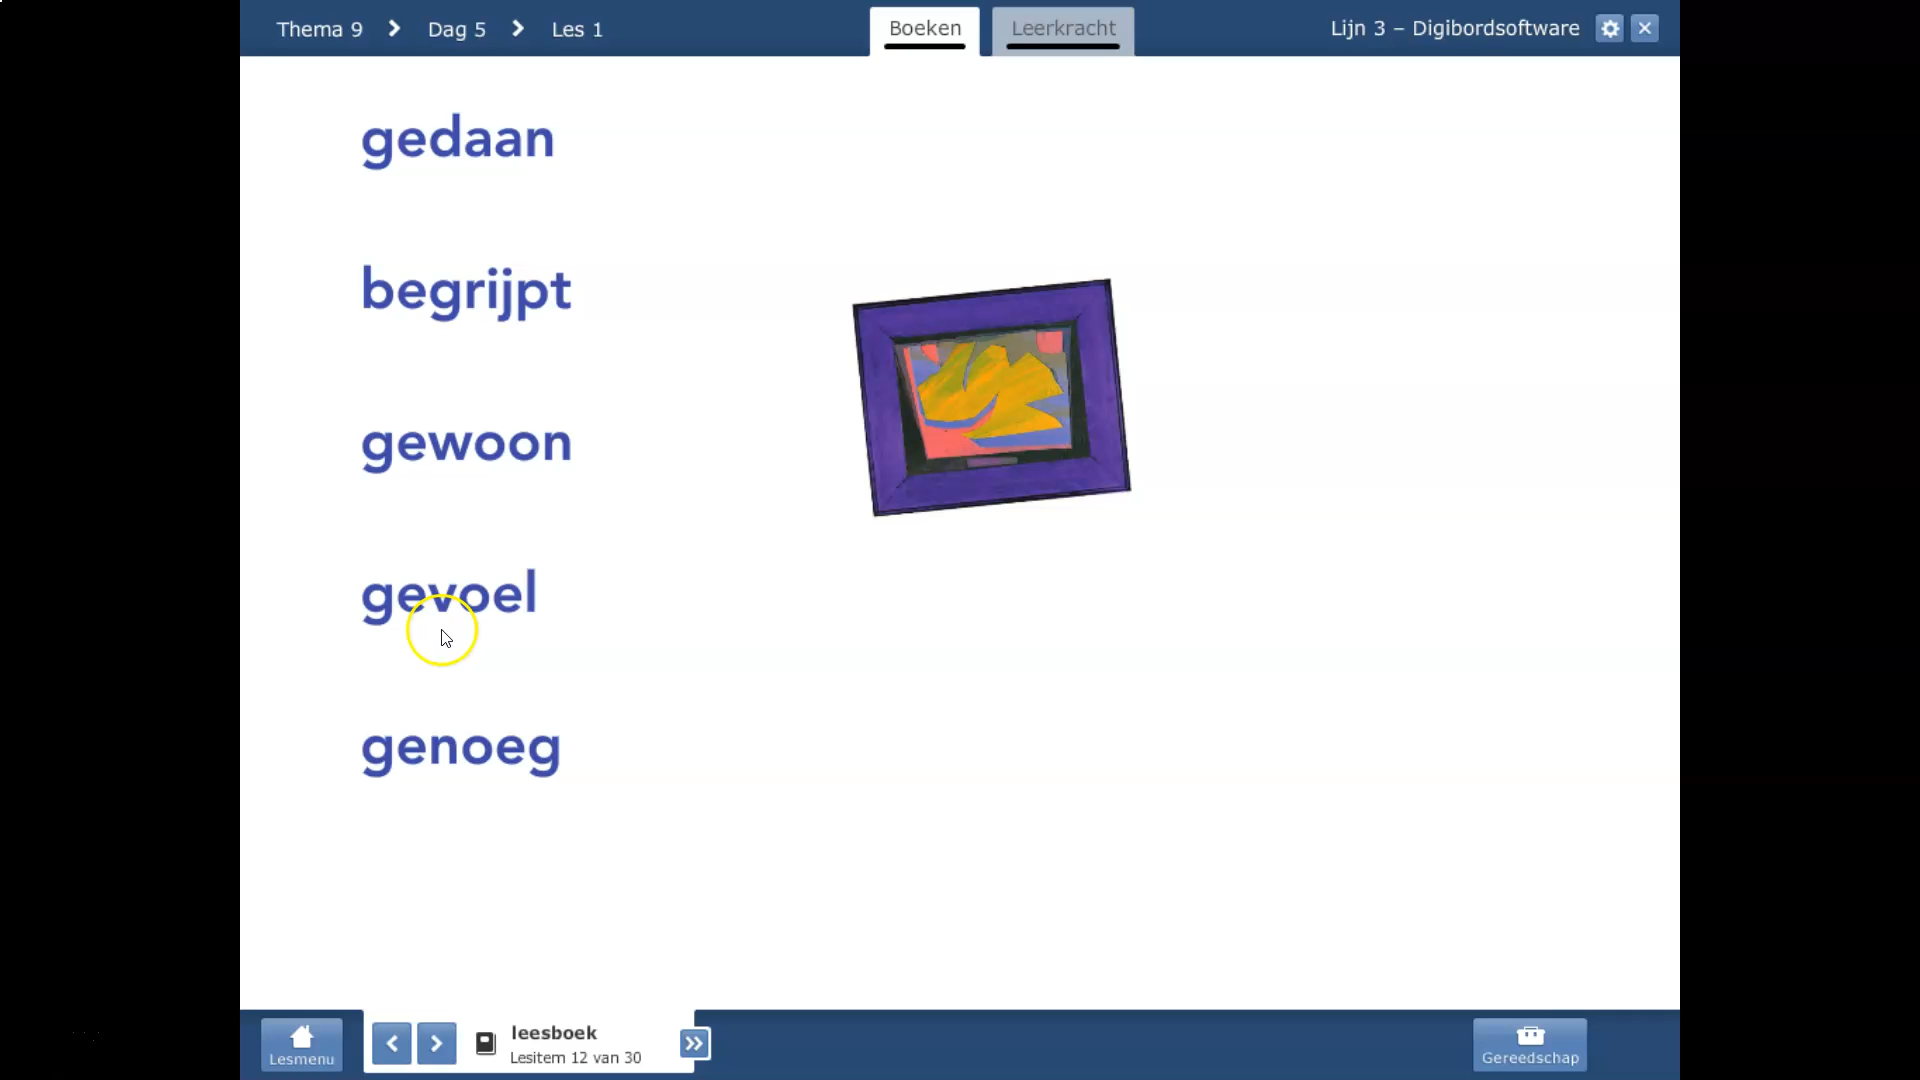 Thema 9 Dag 5 Les 1 Boeken Leerkracht Lijn 3 – Digibordsoftware
gedaan
begrijpt
gewoon
gevoel
genoeg
Lesmenu
leesboek
Lesitem 12 van 30
Gereedschap